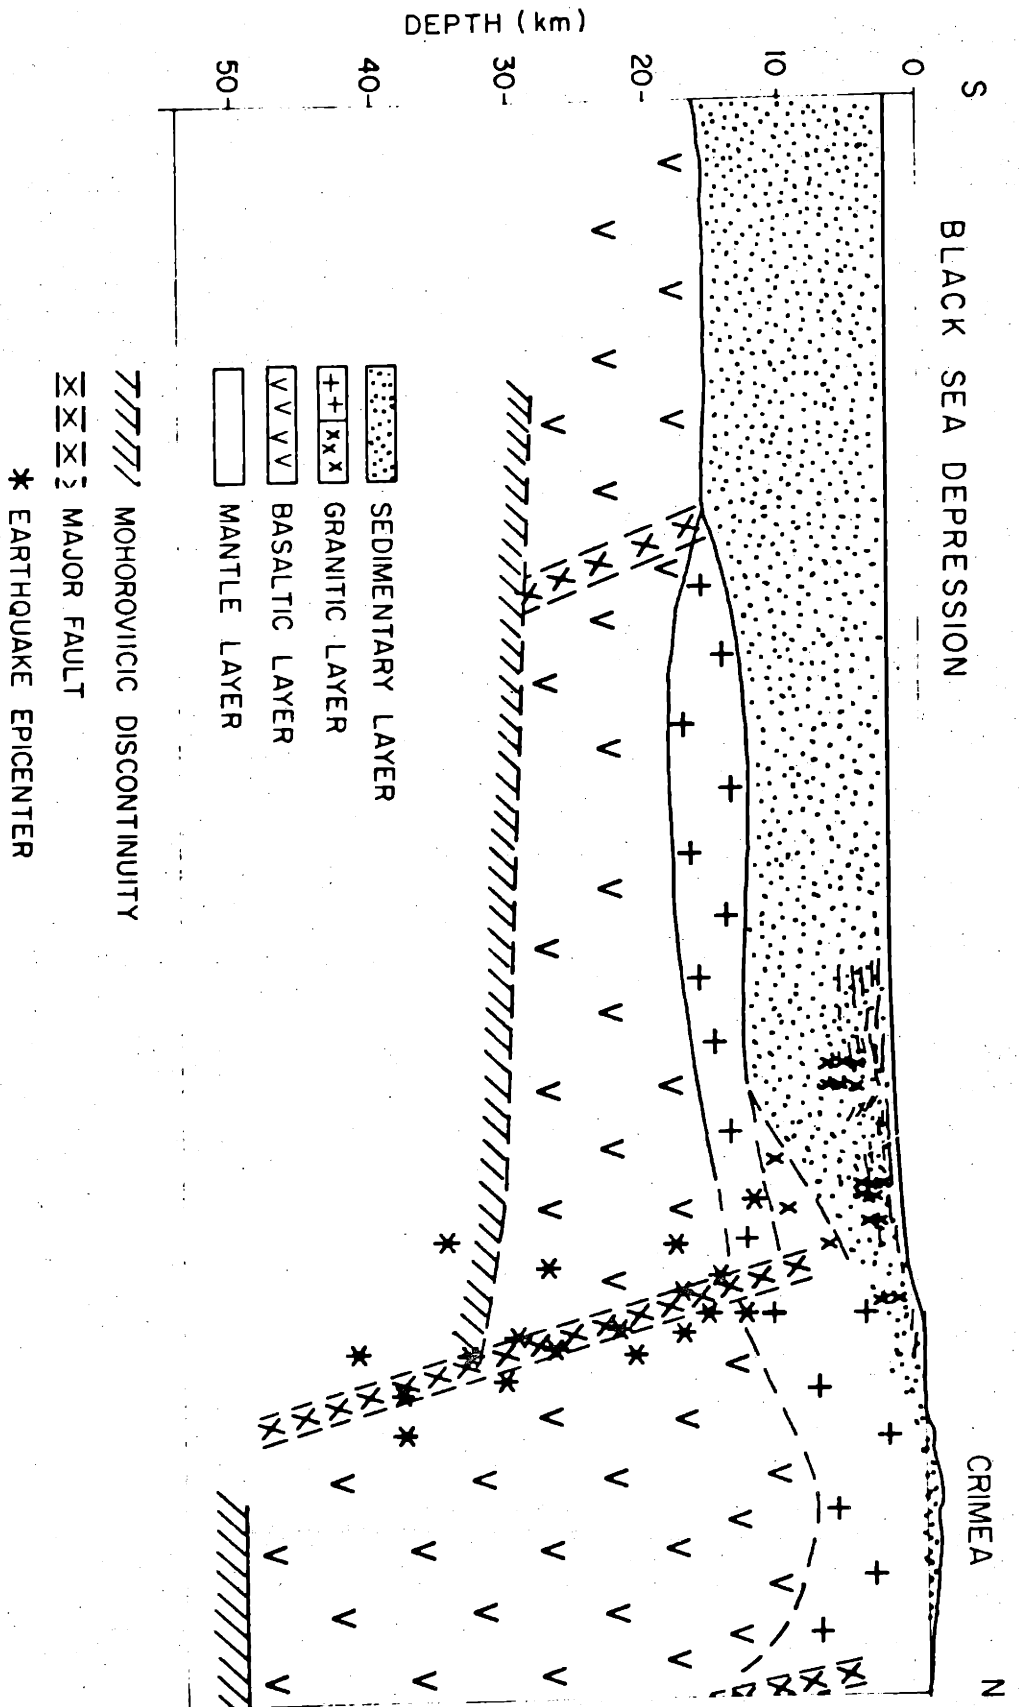 S
N
BLACK SEA DEPRESSION
CRIMEA
DEPTH (km)
0
10
20
30
40
50
SEDIMENTARY LAYER
GRANITIC LAYER
BASALTIC LAYER
MANTLE LAYER
MOHOROVIICIC DISCONTINUITY
MAJOR FAULT
EARTHQUAKE EPICENTER